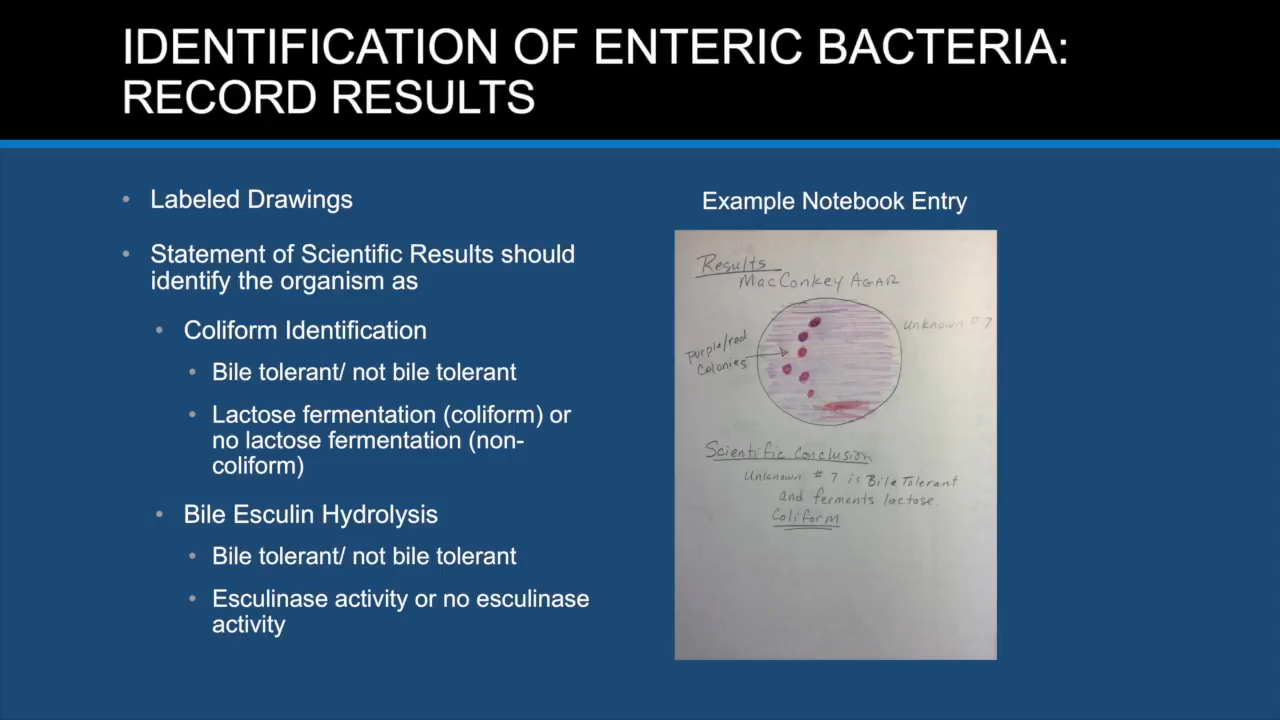 IDENTIFICATION OF ENTERIC BACTERIA:
RECORD RESULTS
• Labeled Drawings
• Statement of Scientific Results should
identify the organism as
• Coliform Identification
• Bile tolerant/ not bile tolerant
• Lactose fermentation (coliform) or
no lactose fermentation (non-
coliform)
• Bile Esculin Hydrolysis
• Bile tolerant/ not bile tolerant
• Esculinase activity or no esculinase
activity
Example Notebook Entry
Results
MacConkey AGAR
Unknown #7
Purple/red
colonies
Scientific Conclusion
Unknown #7 is Bile Tolerant
and ferments lactose.
Coliform